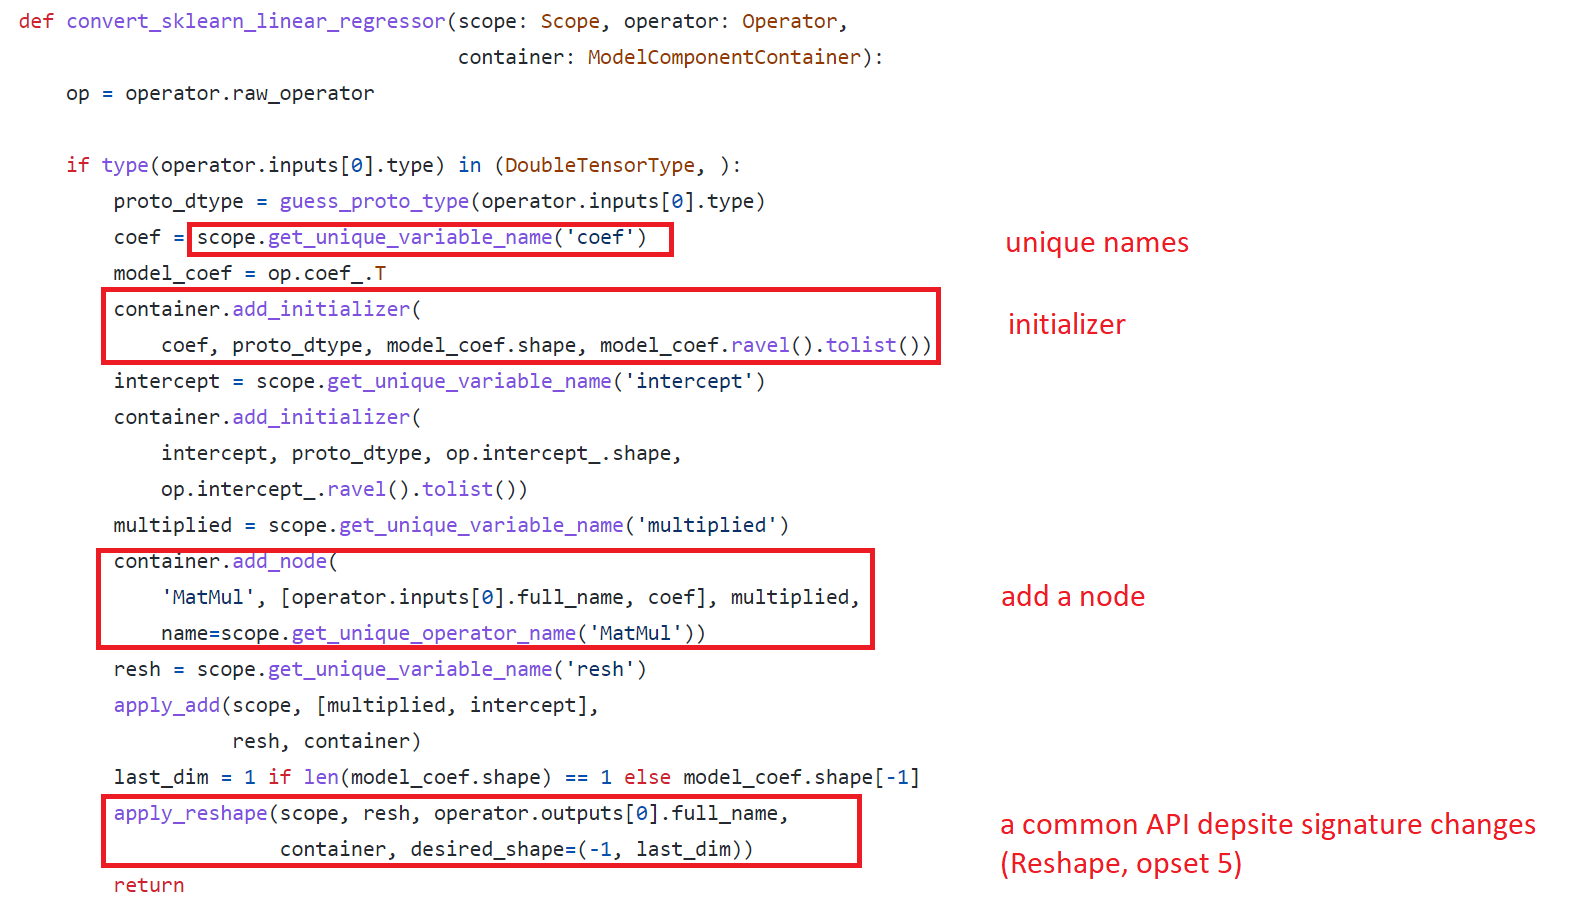 def convert_sklearn_linear_regressor(scope: Scope, operator: Operator,
                                     container: ModelComponentContainer):
    op = operator.raw_operator

    if type(operator.inputs[0].type) in (DoubleTensorType, ):
        proto_dtype = guess_proto_type(operator.inputs[0].type)
        coef = scope.get_unique_variable_name('coef')
unique names
        model_coef = op.coef_.T
        container.add_initializer(
initializer
            coef, proto_dtype, model_coef.shape, model_coef.ravel().tolist())
        intercept = scope.get_unique_variable_name('intercept')
        container.add_initializer(
            intercept, proto_dtype, op.intercept_.shape,
            op.intercept_.ravel().tolist())
        multiplied = scope.get_unique_variable_name('multiplied')
        container.add_node(
            'MatMul', [operator.inputs[0].full_name, coef], multiplied,
add a node
            name=scope.get_unique_operator_name('MatMul'))
        resh = scope.get_unique_variable_name('resh')
        apply_add(scope, [multiplied, intercept],
                  resh, container)
        last_dim = 1 if len(model_coef.shape) == 1 else model_coef.shape[-1]
        apply_reshape(scope, resh, operator.outputs[0].full_name,
                      container, desired_shape=(-1, last_dim))
a common API depsite signature changes
(Reshape, opset 5)
        return